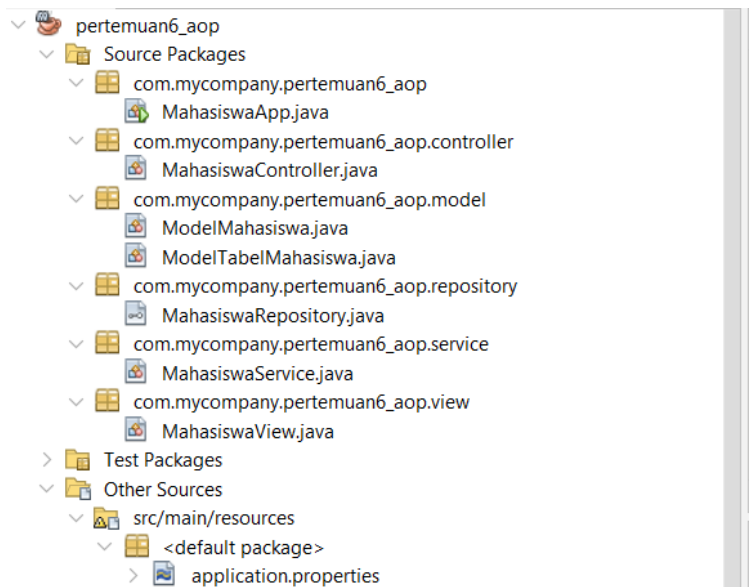 pertemuan6_aop
Source Packages
com.mycompany.pertemuan6_aop
MahasiswaApp.java
com.mycompany.pertemuan6_aop.controller
MahasiswaController.java
com.mycompany.pertemuan6_aop.model
ModelMahasiswa.java
ModelTabelMahasiswa.java
com.mycompany.pertemuan6_aop.repository
MahasiswaRepository.java
com.mycompany.pertemuan6_aop.service
MahasiswaService.java
com.mycompany.pertemuan6_aop.view
MahasiswaView.java
Test Packages
Other Sources
src/main/resources
<default package>
application.properties